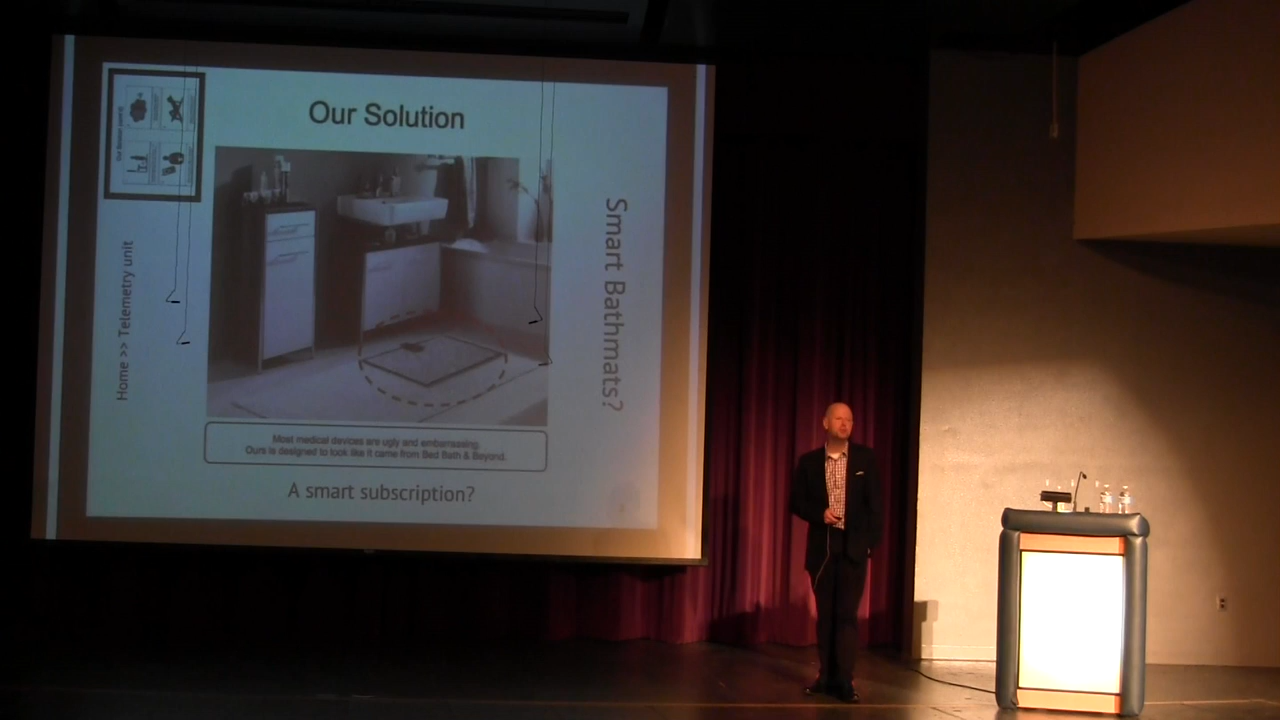 Our Solution
Home >> Telemetry unit
Smart Bathmats?
Most medical devices are ugly and embarrassing.
Ours is designed to look like it came from Bed Bath & Beyond.
A smart subscription?